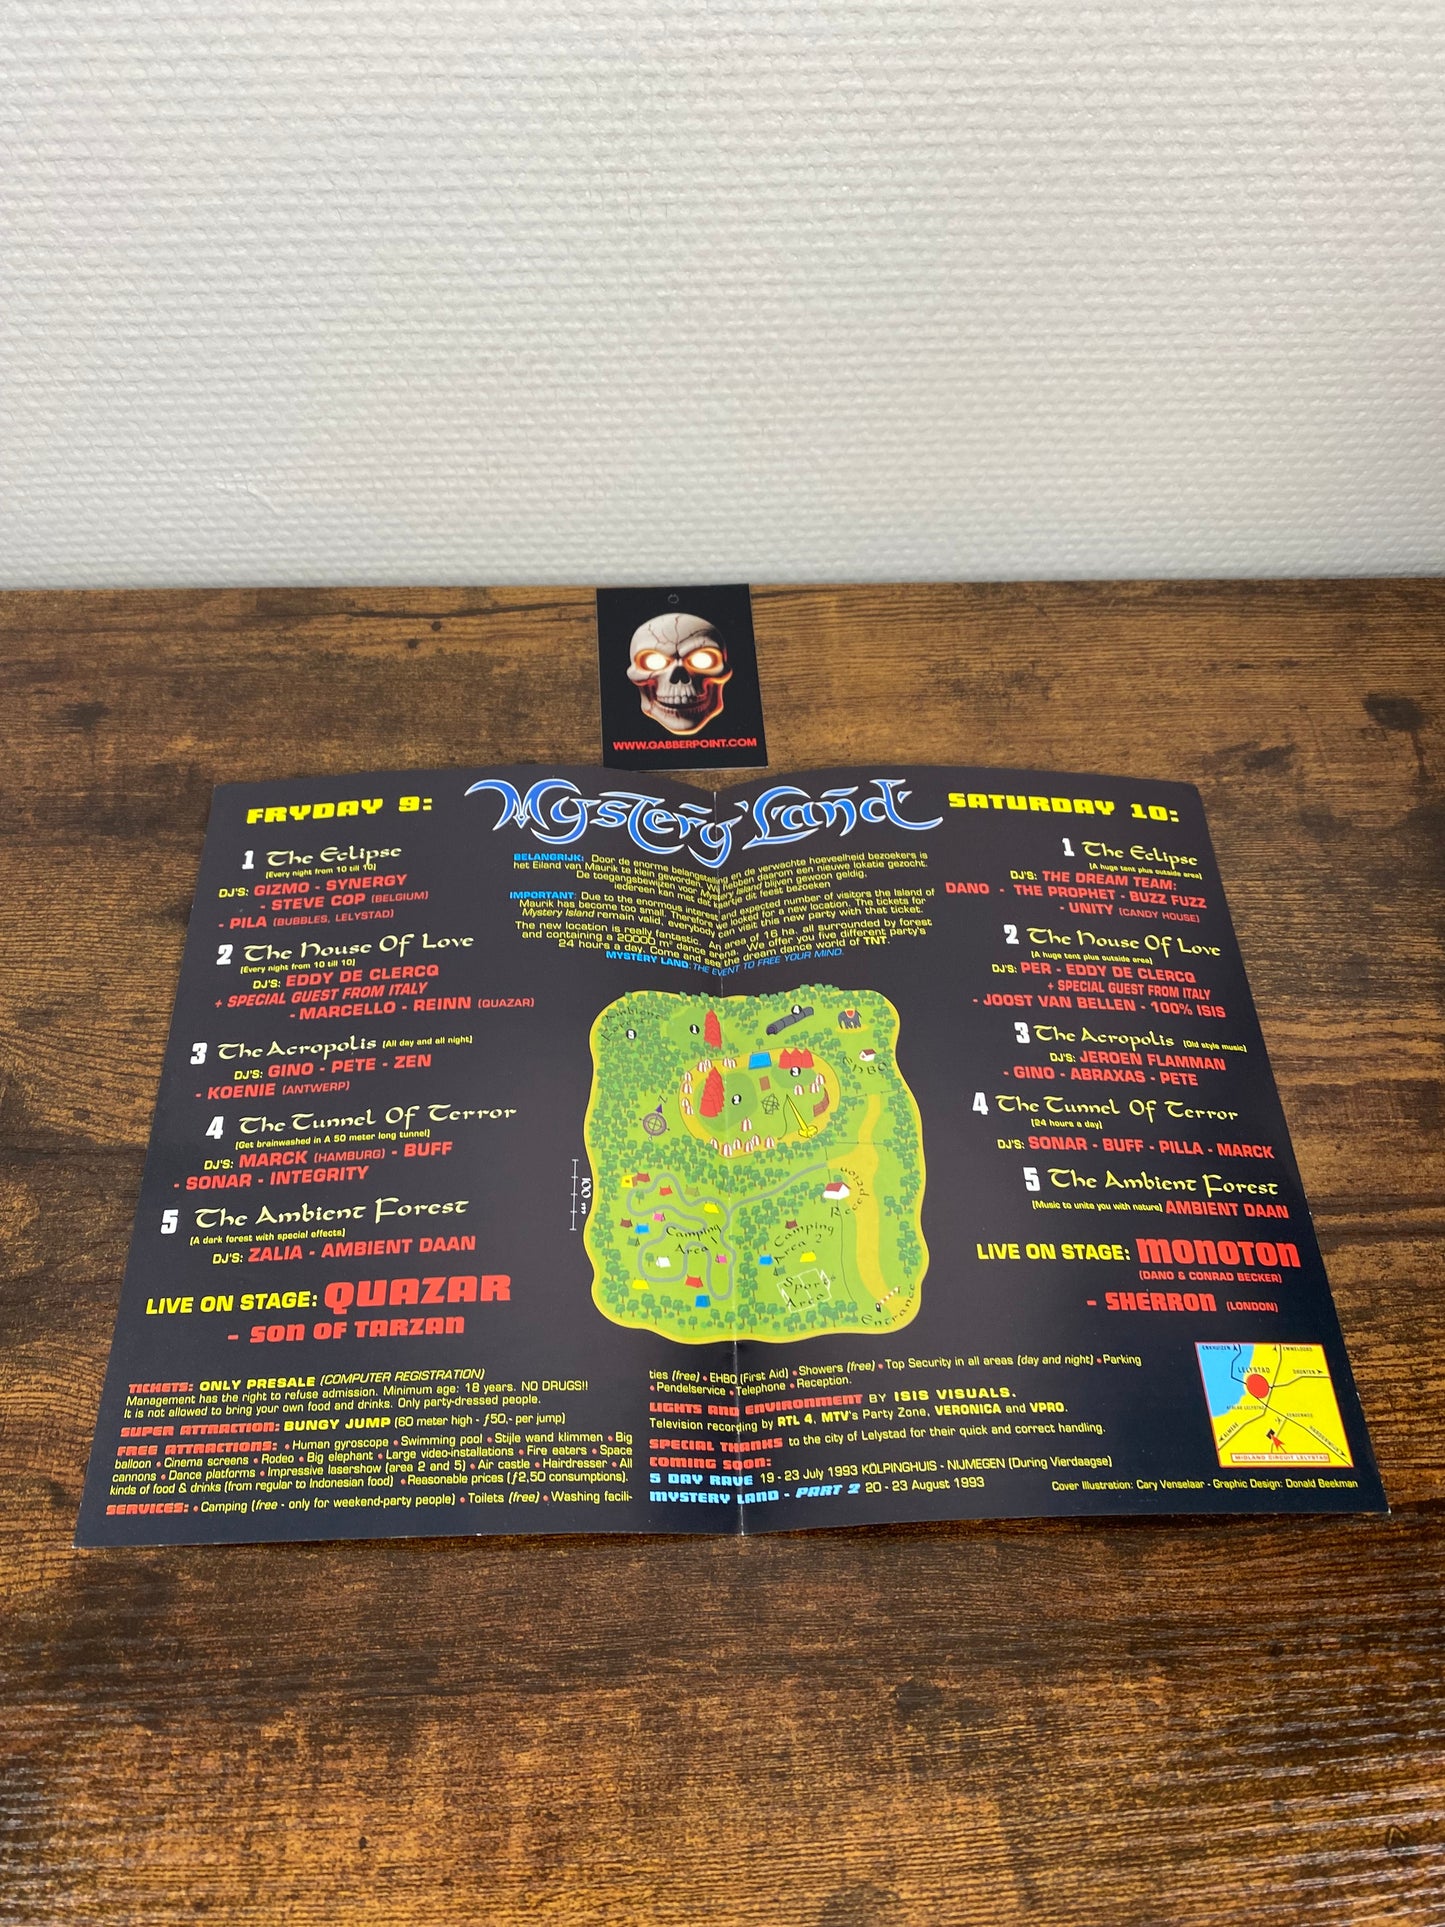 WWW.GABBERPOINT.COM
Mystery Land
FRYDAY 9:
1 The Eclipse
(Every night from 10 till 10)
DJ'S: GIZMO - SYNERGY
- STEVE COP (BELGIUM)
- PILA (BUBBLES, LELYSTAD)
2 The House Of Love
(Every night from 10 till 10)
DJ'S: EDDY DE CLERCQ
+ SPECIAL GUEST FROM ITALY
- MARCELLO - REINN (QUAZAR)
3 The Acropolis (All day and all night)
DJ'S: GINO - PETE - ZEN
- KOENIE (ANTWERP)
4 The Tunnel Of Terror
(Get brainwashed in A 50 meter long tunnel)
DJ'S: MARCK (HAMBURG) - BUFF
- SONAR - INTEGRITY
5 The Ambient Forest
(A dark forest with special effects)
DJ'S: ZALIA - AMBIENT DAAN
LIVE ON STAGE: QUAZAR
- SON OF TARZAN
BELANGRIJK: Door de enorme belangstelling en de verwachte hoeveelheid bezoekers is
het Eiland van Maurik te klein geworden. Wij hebben daarom een nieuwe lokatie gezocht.
De toegangsbewijzen voor Mystery Island blijven gewoon geldig.
iedereen kan met dat kaartje dit feest bezoeken
IMPORTANT: Due to the enormous interest and expected number of visitors the Island of
Maurik has become too small. Therefore we looked for a new location. The tickets for
Mystery Island remain valid, everybody can visit this new party with that ticket.
The new location is really fantastic. An area of 16 ha. all surrounded by forest
and containing a 20000 m² dance arena. We offer you five different party's
24 hours a day. Come and see the dream dance world of TNT.
MYSTERY LAND: THE EVENT TO FREE YOUR MIND.
Ambient
Forest
5
1
4
EHBO
3
2
N
100 m
Reception
Camping
Area
Camping
Area 2
Sport
Area
Entrance
SATURDAY 10:
1 The Eclipse
(A huge tent plus outside area)
DJ'S: THE DREAM TEAM:
DANO - THE PROPHET - BUZZ FUZZ
- UNITY (CANDY HOUSE)
2 The House Of Love
(A huge tent plus outside area)
DJ'S: PER - EDDY DE CLERCQ
+ SPECIAL GUEST FROM ITALY
- JOOST VAN BELLEN - 100% ISIS
3 The Acropolis (Old style music)
DJ'S: JEROEN FLAMMAN
- GINO - ABRAXAS - PETE
4 The Tunnel Of Terror
(24 hours a day)
DJ'S: SONAR - BUFF - PILLA - MARCK
5 The Ambient Forest
(Music to unite you with nature) AMBIENT DAAN
LIVE ON STAGE: MONOTON
(DANO & CONRAD BECKER)
- SHERRON (LONDON)
TICKETS: ONLY PRESALE (COMPUTER REGISTRATION)
Management has the right to refuse admission. Minimum age: 18 years. NO DRUGS!!
It is not allowed to bring your own food and drinks. Only party-dressed people.
SUPER ATTRACTION: BUNGY JUMP (60 meter high - ƒ50,- per jump)
FREE ATTRACTIONS: • Human gyroscope • Swimming pool • Stijle wand klimmen • Big
balloon • Cinema screens • Rodeo • Big elephant • Large video-installations • Fire eaters • Space
cannons • Dance platforms • Impressive lasershow (area 2 and 5) • Air castle • Hairdresser • All
kinds of food & drinks (from regular to Indonesian food) • Reasonable prices (ƒ2,50 consumptions).
SERVICES: • Camping (free - only for weekend-party people) • Toilets (free) • Washing facili-
ties (free) • EHBO (First Aid) • Showers (free) • Top Security in all areas (day and night) • Parking
• Pendelservice • Telephone • Reception.
LIGHTS AND ENVIRONMENT BY ISIS VISUALS.
Television recording by RTL 4, MTV's Party Zone, VERONICA and VPRO.
SPECIAL THANKS to the city of Lelystad for their quick and correct handling.
COMING SOON:
5 DAY RAVE 19 - 23 July 1993 KÖLPINGHUIS - NIJMEGEN (During Vierdaagse)
MYSTERY LAND - PART 2 20 - 23 August 1993
Cover Illustration: Cary Venselaar - Graphic Design: Donald Beekman
ENKHUIZEN
EMMELOORD
LELYSTAD
DRONTEN
ALMERE
HARDERWIJK
MIDLAND CIRCUIT LELYSTAD